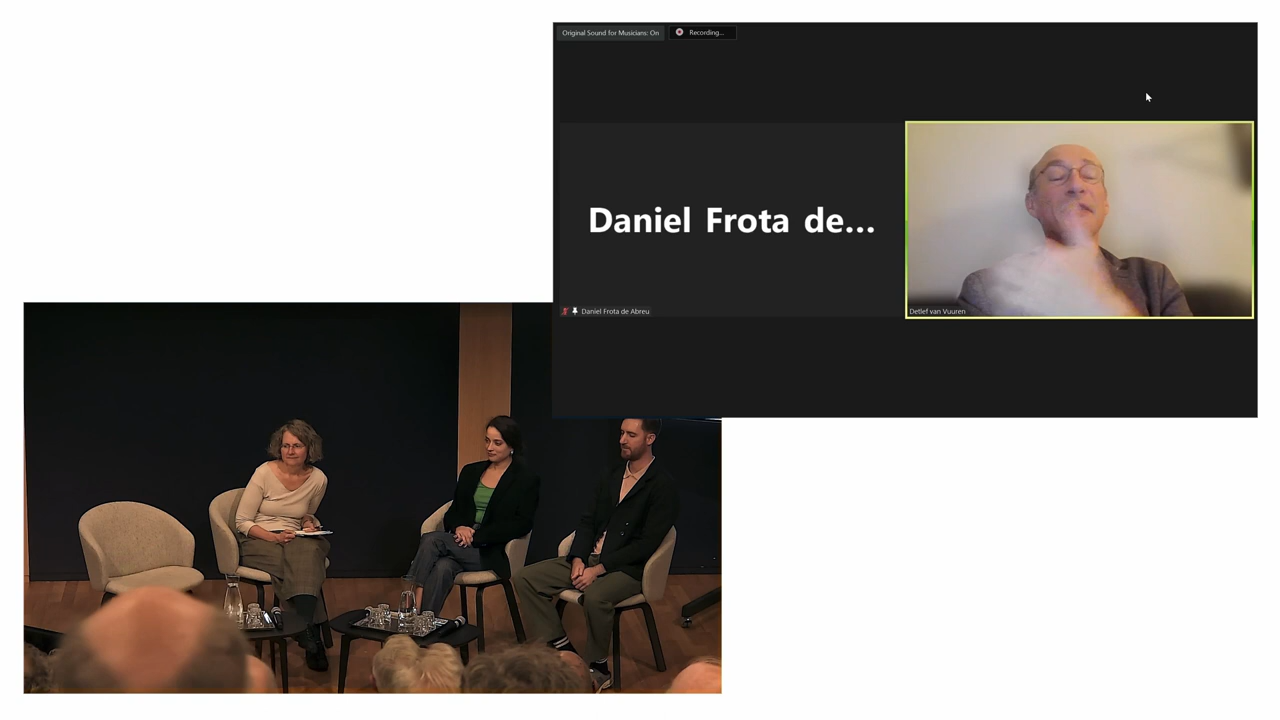 Original Sound for Musicians: On
Recording...
Daniel Frota de...
Daniel Frota de Abreu
Detlef van Vuuren